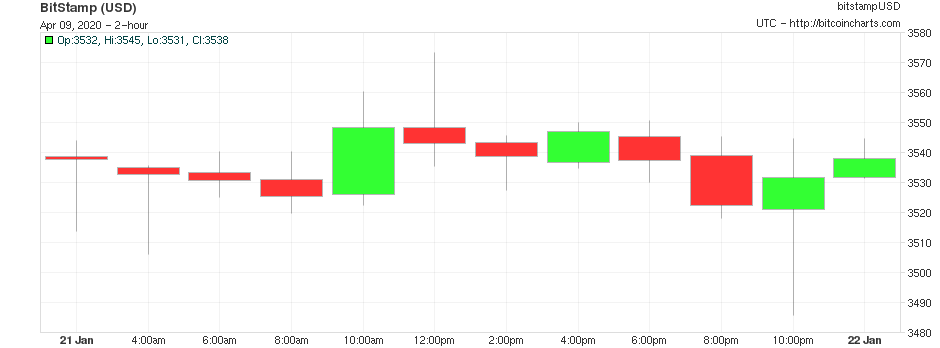 BitStamp (USD)
bitstampUSD
Apr 09, 2020 - 2-hour
UTC - http://bitcoincharts.com
Op:3532, Hi:3545, Lo:3531, Cl:3538
3580
3570
3560
3550
3540
3530
3520
3510
3500
3490
3480
21 Jan 4:00am 6:00am 8:00am 10:00am 12:00pm 2:00pm 4:00pm 6:00pm 8:00pm 10:00pm 22 Jan